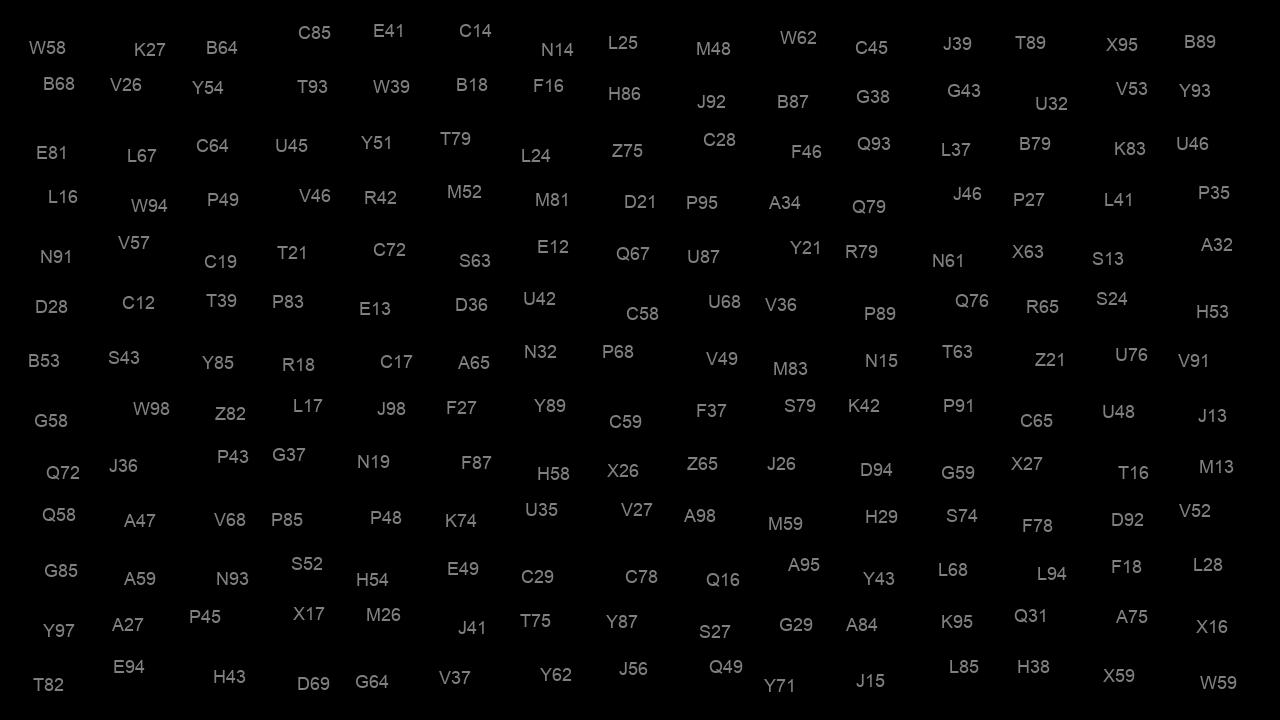 W58 K27 B64 C85 E41 C14 N14 L25 M48 W62 C45 J39 T89 X95 B89
B68 V26 Y54 T93 W39 B18 F16 H86 J92 B87 G38 G43 U32 V53 Y93
E81 L67 C64 U45 Y51 T79 L24 Z75 C28 F46 Q93 L37 B79 K83 U46
L16 W94 P49 V46 R42 M52 M81 D21 P95 A34 Q79 J46 P27 L41 P35
N91 V57 C19 T21 C72 S63 E12 Q67 U87 Y21 R79 N61 X63 S13 A32
D28 C12 T39 P83 E13 D36 U42 C58 U68 V36 P89 Q76 R65 S24 H53
B53 S43 Y85 R18 C17 A65 N32 P68 V49 M83 N15 T63 Z21 U76 V91
G58 W98 Z82 L17 J98 F27 Y89 C59 F37 S79 K42 P91 C65 U48 J13
Q72 J36 P43 G37 N19 F87 H58 X26 Z65 J26 D94 G59 X27 T16 M13
Q58 A47 V68 P85 P48 K74 U35 V27 A98 M59 H29 S74 F78 D92 V52
G85 A59 N93 S52 H54 E49 C29 C78 Q16 A95 Y43 L68 L94 F18 L28
Y97 A27 P45 X17 M26 J41 T75 Y87 S27 G29 A84 K95 Q31 A75 X16
T82 E94 H43 D69 G64 V37 Y62 J56 Q49 Y71 J15 L85 H38 X59 W59